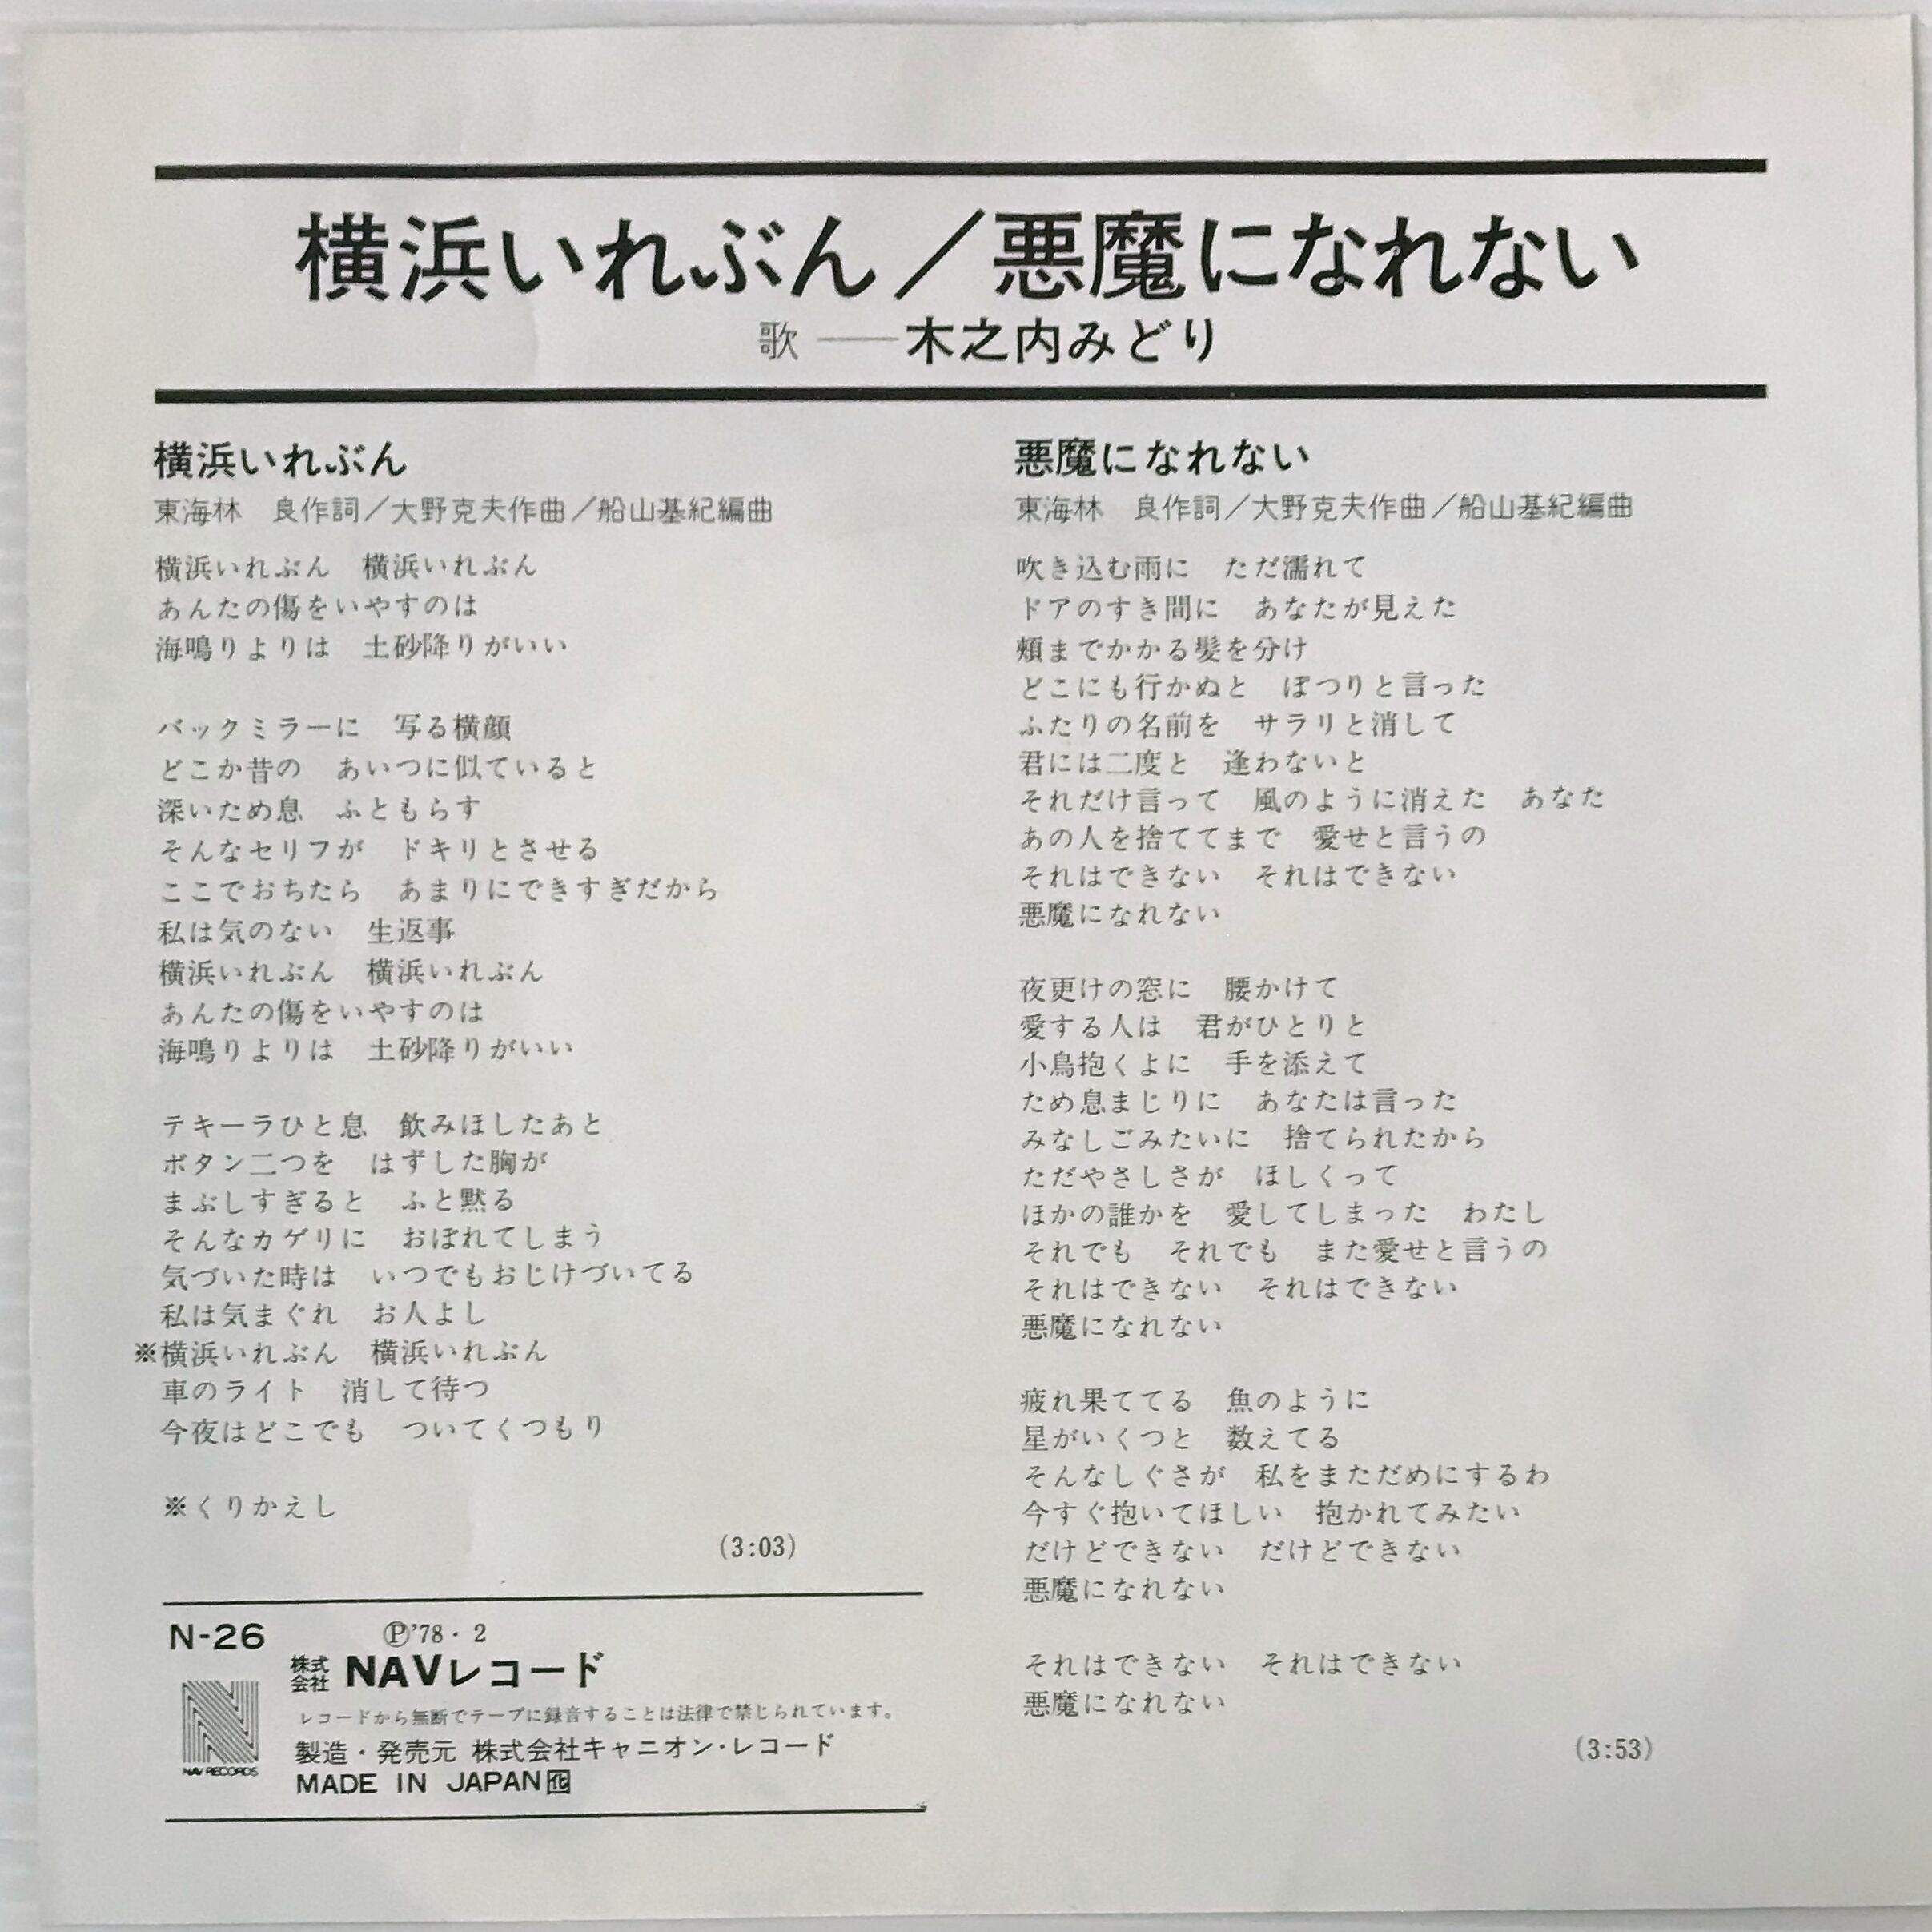 横浜いれぶん／悪魔になれない
歌――木之内みどり
横浜いれぶん
東海林　良作詞／大野克夫作曲／船山基紀編曲
横浜いれぶん　横浜いれぶん
あんたの傷をいやすのは
海鳴りよりは　土砂降りがいい
バックミラーに　写る横顔
どこか昔の　あいつに似ていると
深いため息　ふともらす
そんなセリフが　ドキリとさせる
ここでおちたら　あまりにできすぎだから
私は気のない　生返事
横浜いれぶん　横浜いれぶん
あんたの傷をいやすのは
海鳴りよりは　土砂降りがいい
テキーラひと息　飲みほしたあと
ボタン二つを　はずした胸が
まぶしすぎると　ふと黙る
そんなカゲリに　おぼれてしまう
気づいた時は　いつでもおじけづいてる
私は気まぐれ　お人よし
※横浜いれぶん　横浜いれぶん
車のライト　消して待つ
今夜はどこでも　ついてくつもり
※くりかえし
(3:03)
悪魔になれない
東海林　良作詞／大野克夫作曲／船山基紀編曲
吹き込む雨に　ただ濡れて
ドアのすき間に　あなたが見えた
頬までかかる髪を分け
どこにも行かぬと　ぽつりと言った
ふたりの名前を　サラリと消して
君には二度と　逢わないと
それだけ言って　風のように消えた　あなた
あの人を捨ててまで　愛せと言うの
それはできない　それはできない
悪魔になれない
夜更けの窓に　腰かけて
愛する人は　君がひとりと
小鳥抱くよに　手を添えて
ため息まじりに　あなたは言った
みなしごみたいに　捨てられたから
ただやさしさが　ほしくって
ほかの誰かを　愛してしまった　わたし
それでも　それでも　また愛せと言うの
それはできない　それはできない
悪魔になれない
疲れ果ててる　魚のように
星がいくつと　数えてる
そんなしぐさが　私をまただめにするわ
今すぐ抱いてほしい　抱かれてみたい
だけどできない　だけどできない
悪魔になれない
それはできない　それはできない
悪魔になれない
(3:53)
N-26
Ⓟ'78・2
株式会社 NAVレコード
レコードから無断でテープに録音することは法律で禁じられています。
製造・発売元 株式会社キャニオン・レコード
MADE IN JAPAN
NAV RECORDS